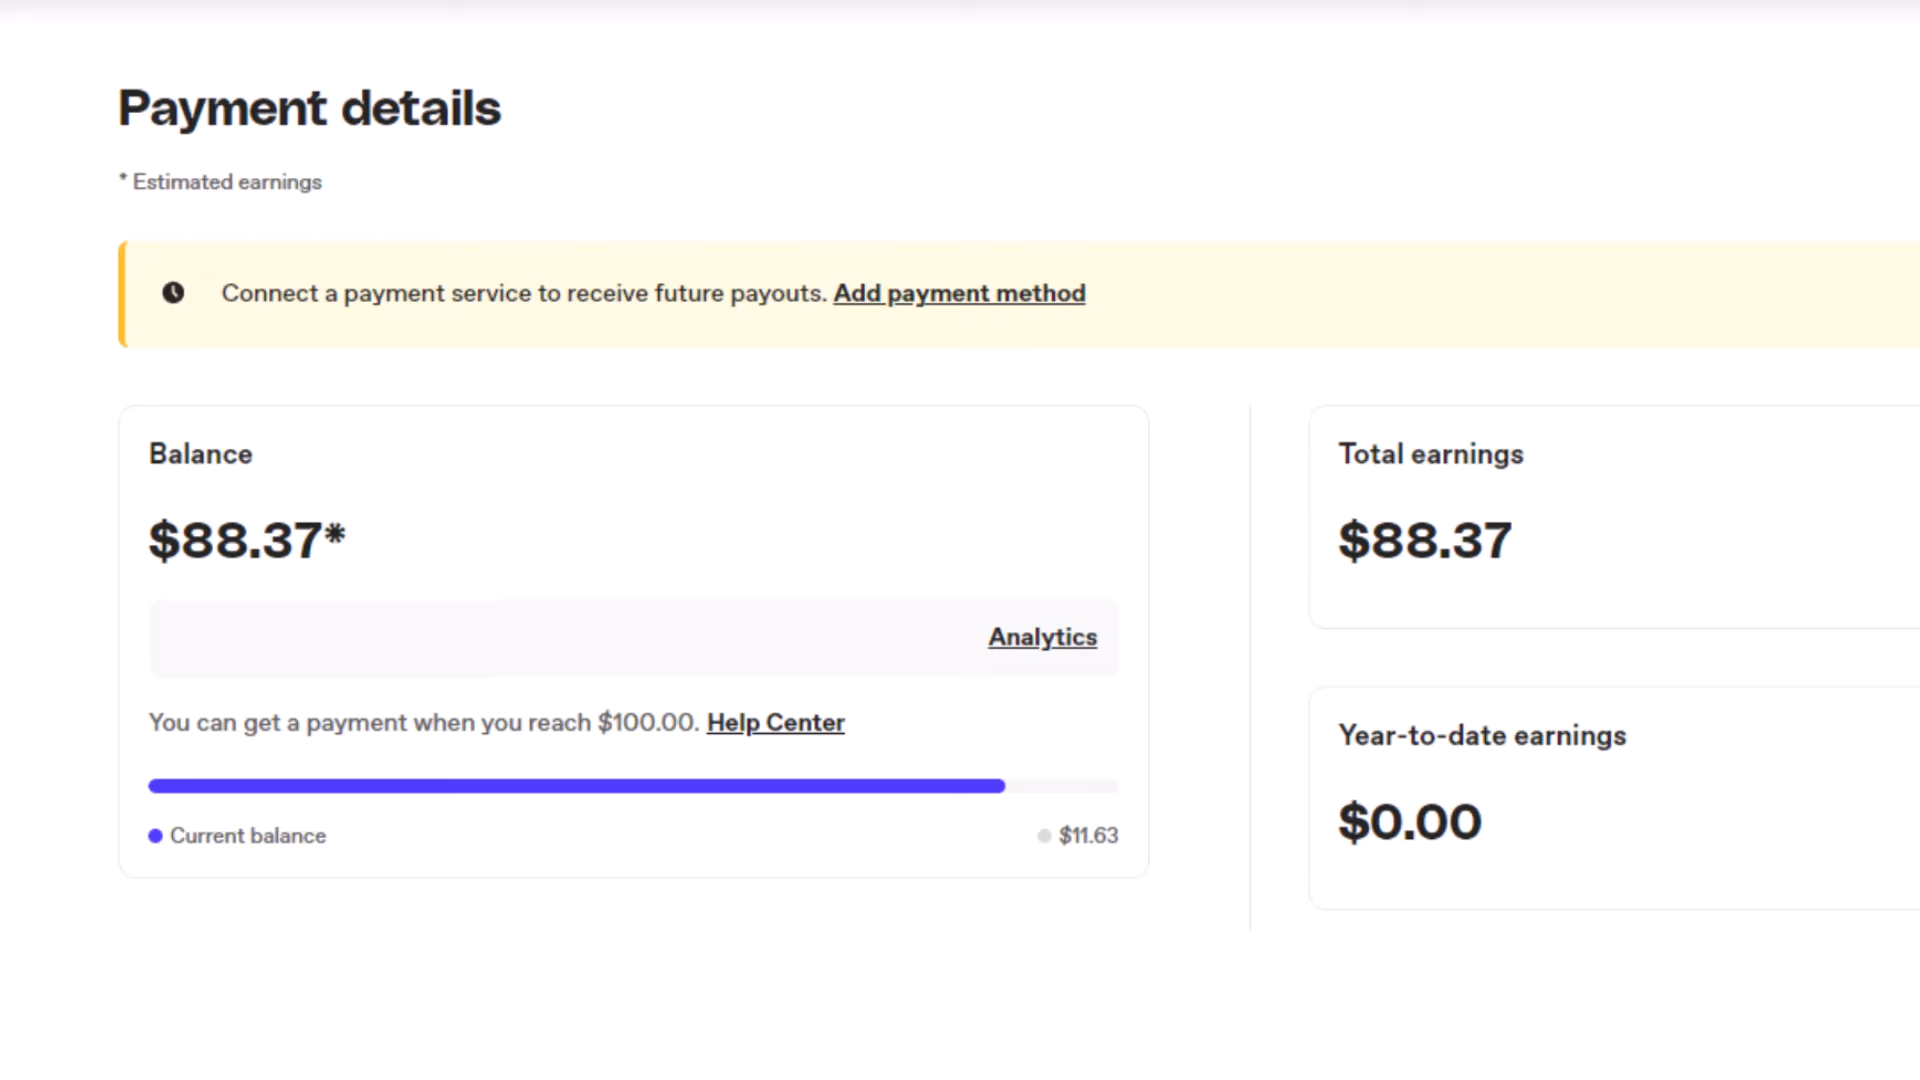 Payment details
* Estimated earnings
Connect a payment service to receive future payouts. Add payment method
Balance
$88.37*
Analytics
You can get a payment when you reach $100.00. Help Center
Current balance
$11.63
Total earnings
$88.37
Year-to-date earnings
$0.00